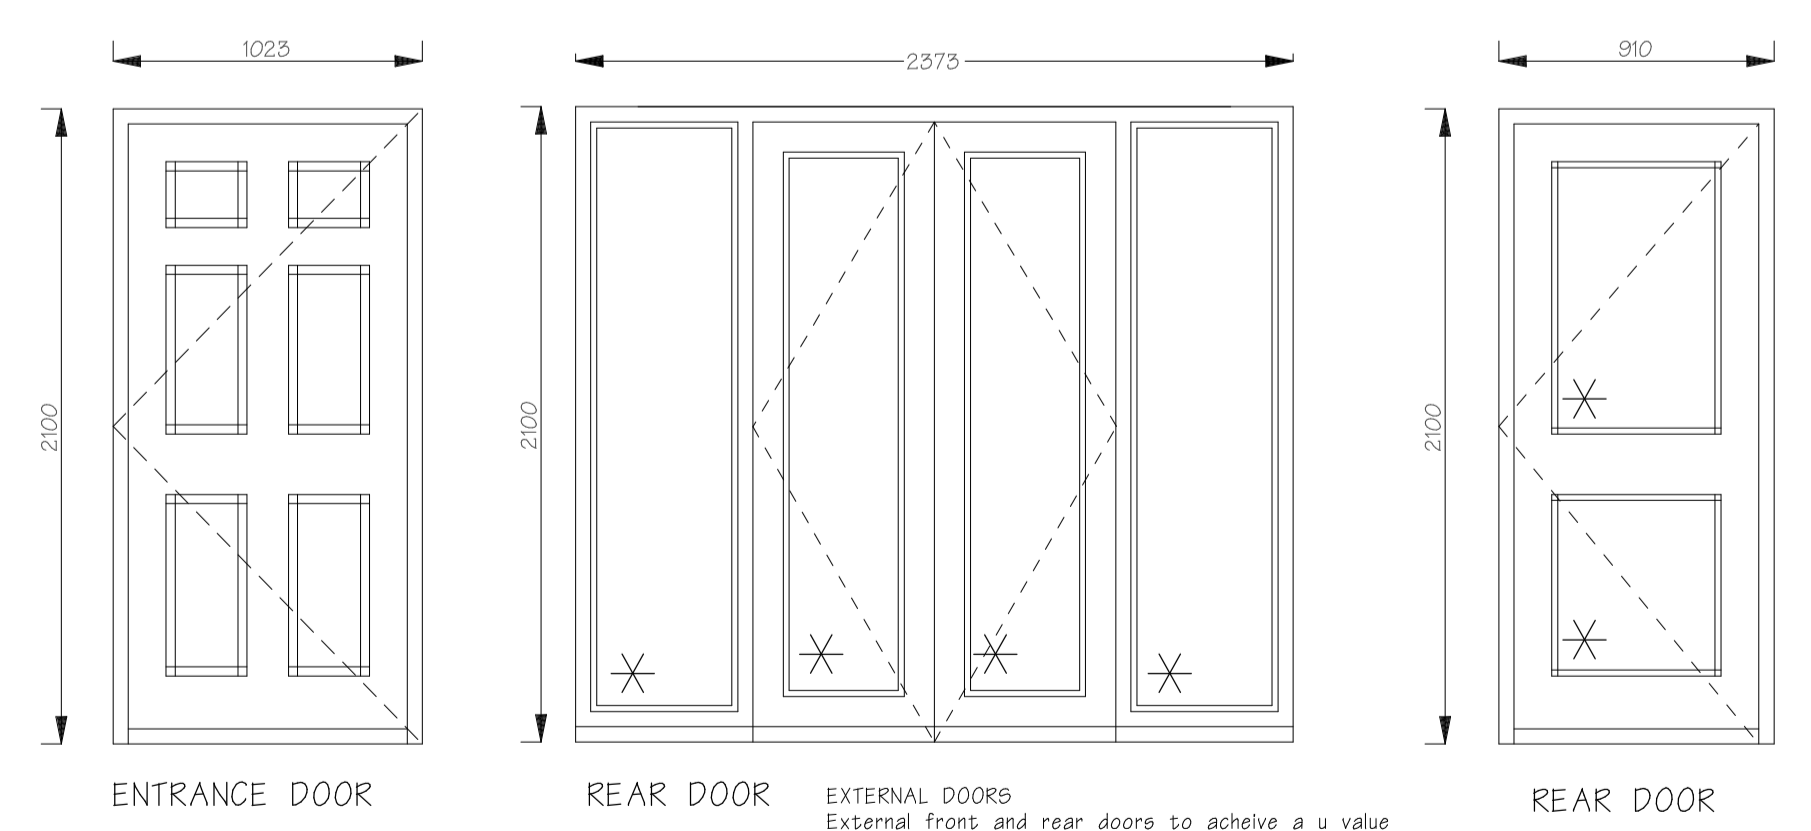 1023
2373
910
2100
2100
2100
ENTRANCE DOOR
REAR DOOR
EXTERNAL DOORS
External front and rear doors to acheive a u value
REAR DOOR